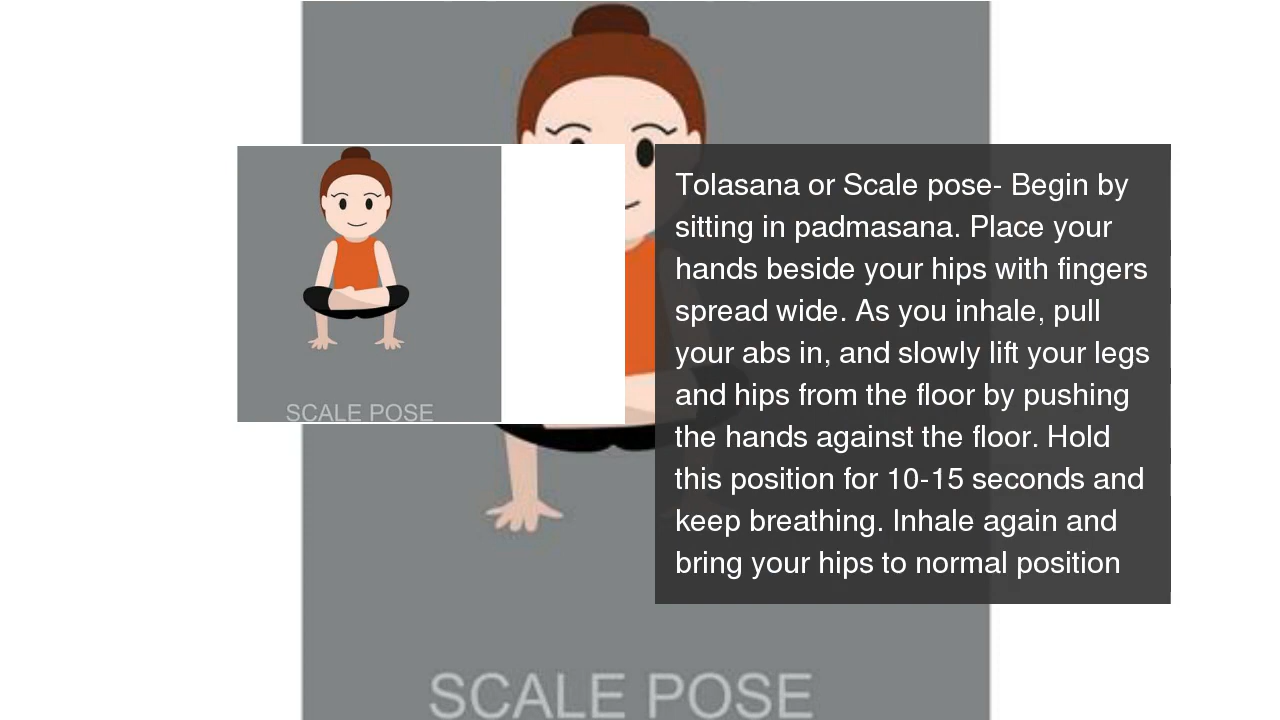 SCALE POSE
Tolasana or Scale pose- Begin by
sitting in padmasana. Place your
hands beside your hips with fingers
spread wide. As you inhale, pull
your abs in, and slowly lift your legs
and hips from the floor by pushing
the hands against the floor. Hold
this position for 10-15 seconds and
keep breathing. Inhale again and
bring your hips to normal position
SCALE POSE